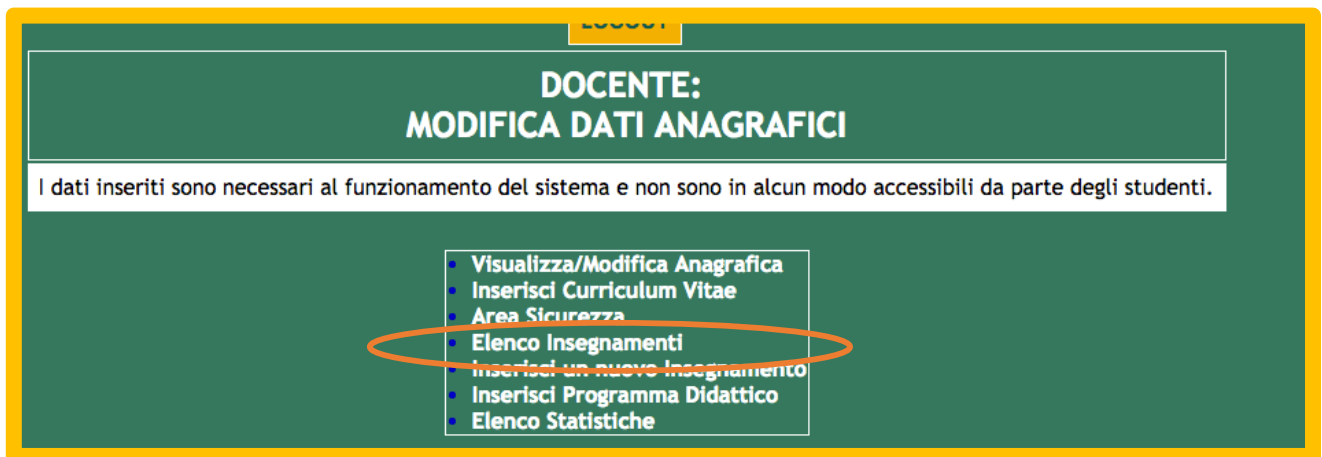 LOGOUT
DOCENTE:
MODIFICA DATI ANAGRAFICI
I dati inseriti sono necessari al funzionamento del sistema e non sono in alcun modo accessibili da parte degli studenti.
Visualizza/Modifica Anagrafica
Inserisci Curriculum Vitae
Area Sicurezza
Elenco Insegnamenti
Inserisci un nuovo Insegnamento
Inserisci Programma Didattico
Elenco Statistiche